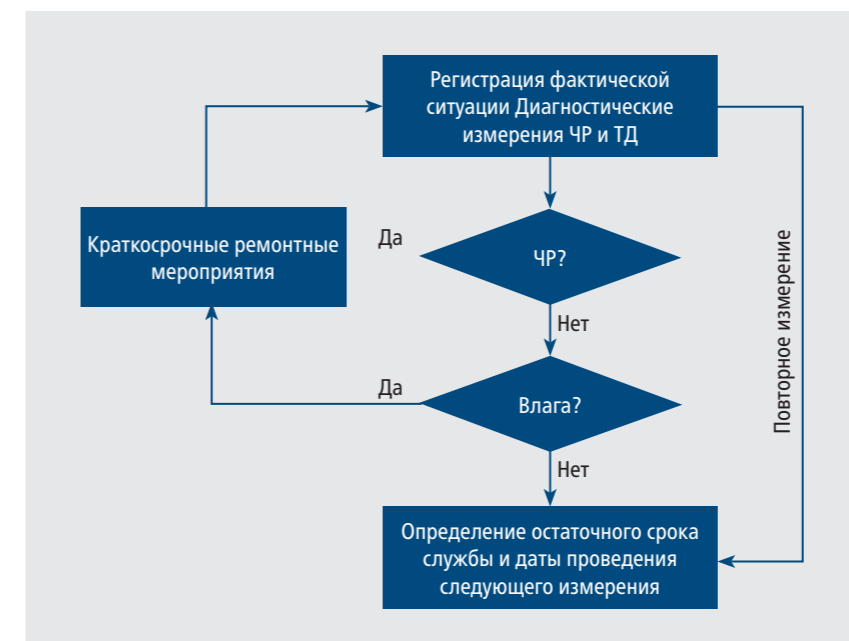 Регистрация фактической
ситуации Диагностические
измерения ЧР и ТД
Краткосрочные ремонтные
мероприятия
Да
ЧР?
Нет
Да
Влага?
Нет
Повторное измерение
Определение остаточного срока
службы и даты проведения
следующего измерения